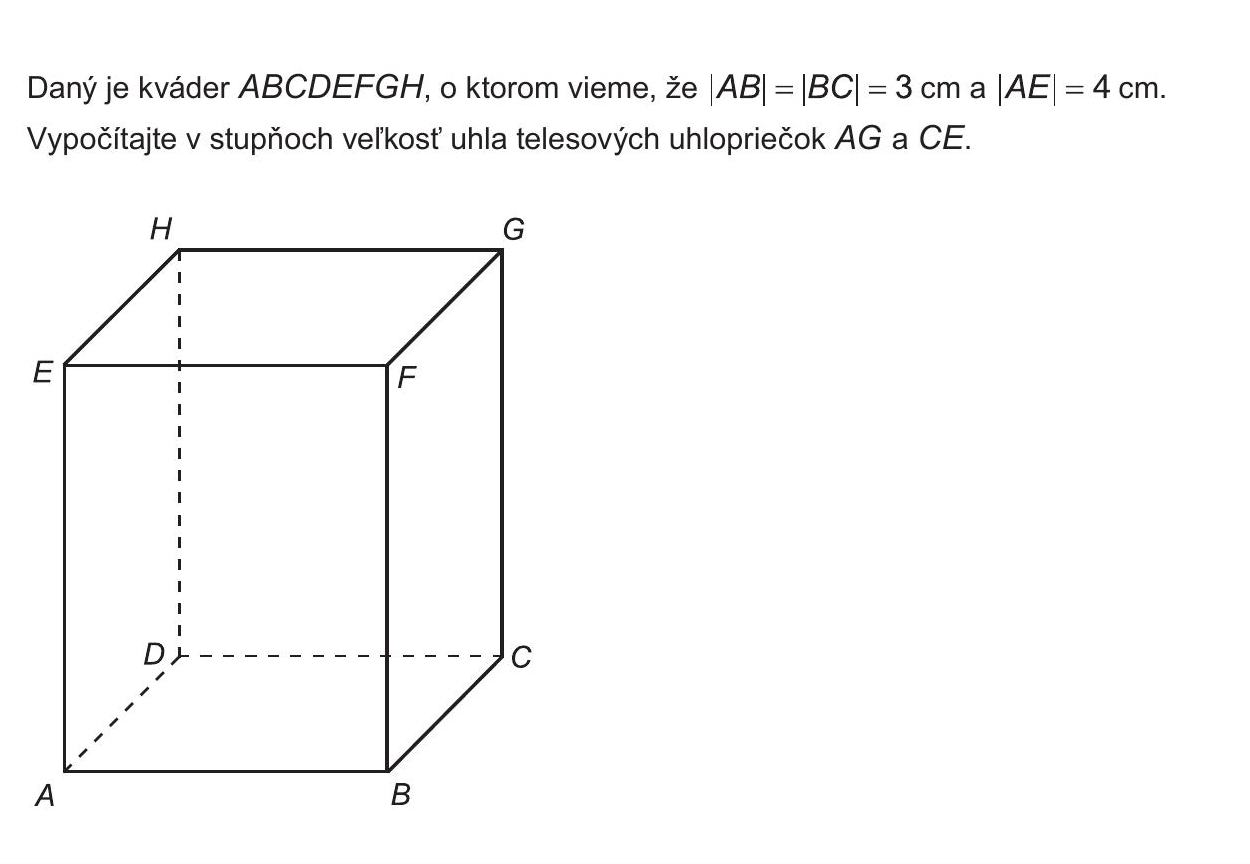 Daný je kváder ABCDEFGH, o ktorom vieme, že |AB| = |BC| = 3 cm a |AE| = 4 cm.
Vypočítajte v stupňoch veľkosť uhla telesových uhlopriečok AG a CE.
H
G
E
F
D
C
A
B